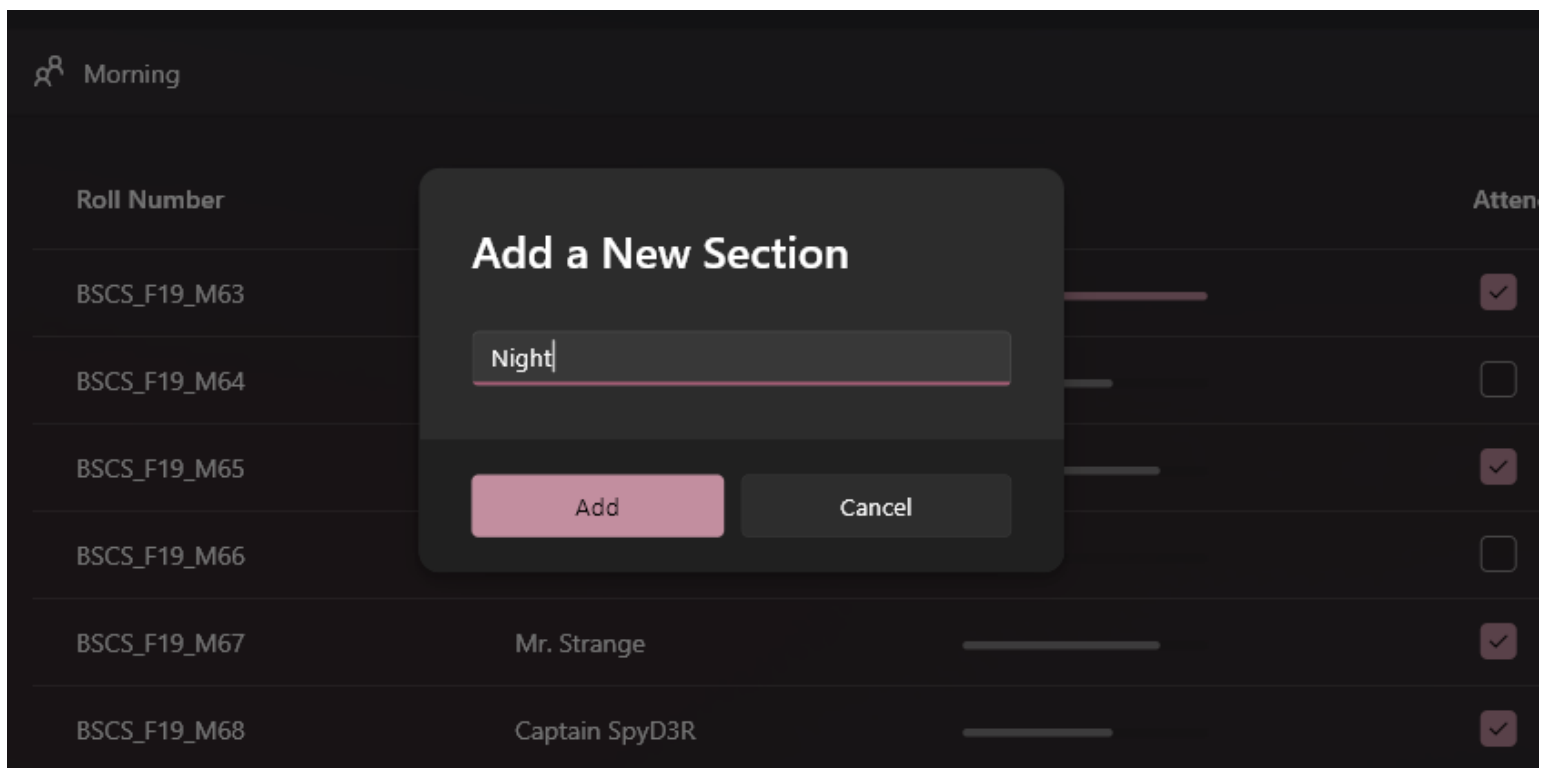 Morning
Roll Number
Add a New Section
BSCS_F19_M63
Night
BSCS_F19_M64
BSCS_F19_M65
Add Cancel
BSCS_F19_M66
BSCS_F19_M67 Mr. Strange
BSCS_F19_M68 Captain SpyD3R